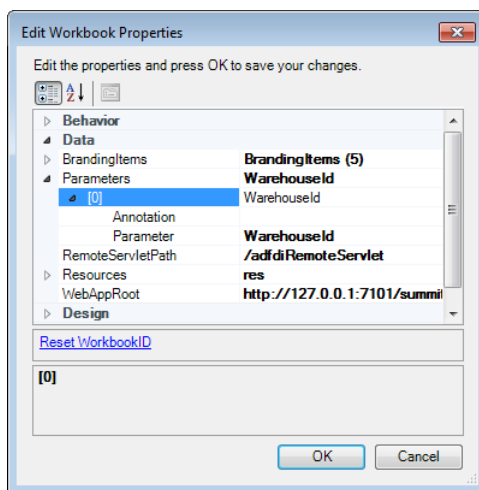 Edit Workbook Properties
Edit the properties and press OK to save your changes.
Behavior
Data
BrandingItems BrandingItems (5)
Parameters WarehouseId
[0] WarehouseId
Annotation
Parameter WarehouseId
RemoteServletPath /adfdiRemoteServlet
Resources res
WebAppRoot http://127.0.0.1:7101/summit
Design
Reset WorkbookID
[0]
OK Cancel